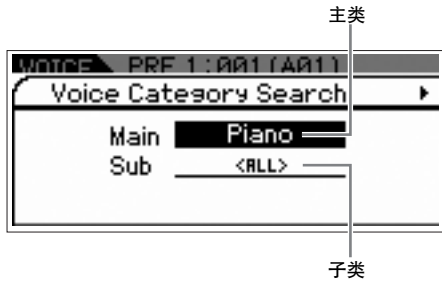 主类
VOICE PRE 1:001(A01)
Voice Category Search
Main Piano
Sub <ALL>
子类